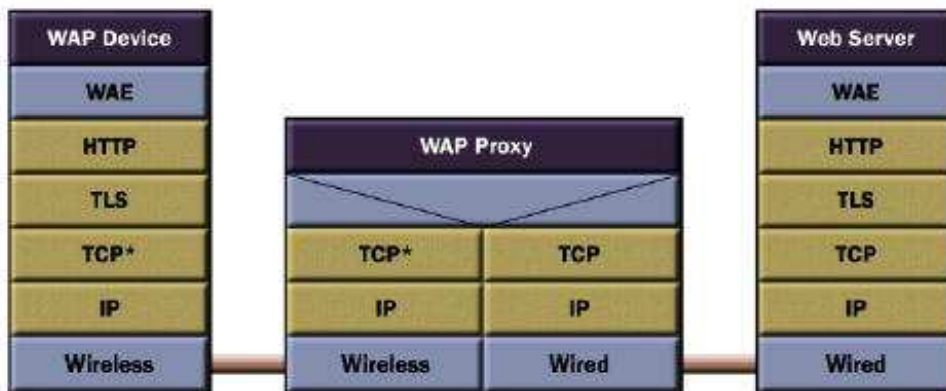 WAP Device
WAE
HTTP
TLS
TCP*
IP
Wireless
WAP Proxy
TCP* TCP
IP IP
Wireless Wired
Web Server
WAE
HTTP
TLS
TCP
IP
Wired